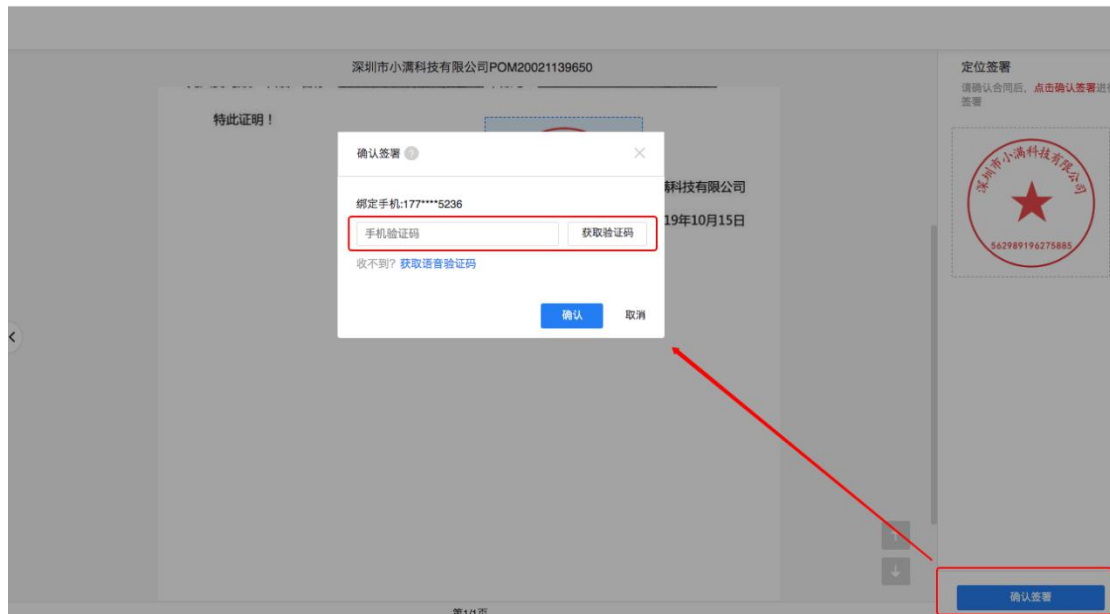 深圳市小满科技有限公司POM20021139650
特此证明！
满科技有限公司
19年10月15日
确认签署 ?
绑定手机:177****5236
手机验证码
获取验证码
收不到? 获取语音验证码
确认
取消
定位签署
请确认合同后，点击确认签署进行
签署
深圳市小满科技有限公司
562989196275885
确认签署
第1/1页